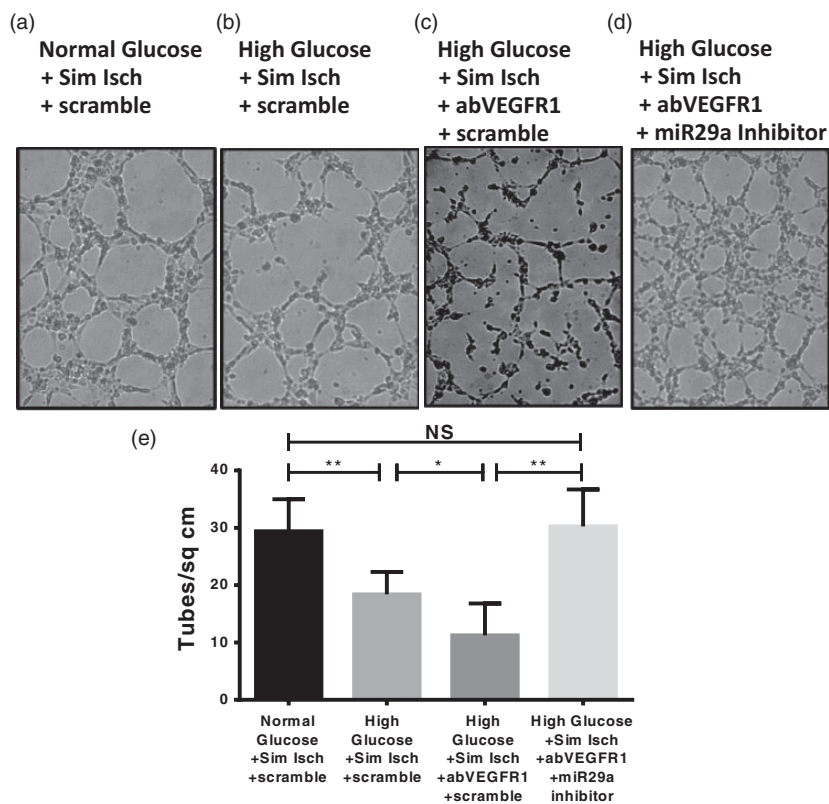 (a)
Normal Glucose
+ Sim Isch
+ scramble
(b)
High Glucose
+ Sim Isch
+ scramble
(c)
High Glucose
+ Sim Isch
+ abVEGFR1
+ scramble
(d)
High Glucose
+ Sim Isch
+ abVEGFR1
+ miR29a Inhibitor
(e)
NS
** * **
Tubes/sq cm
40
30
20
10
0
Normal
Glucose
+Sim Isch
+scramble
High
Glucose
+Sim Isch
+scramble
High
Glucose
+Sim Isch
+abVEGFR1
+scramble
High Glucose
+Sim Isch
+abVEGFR1
+miR29a
inhibitor